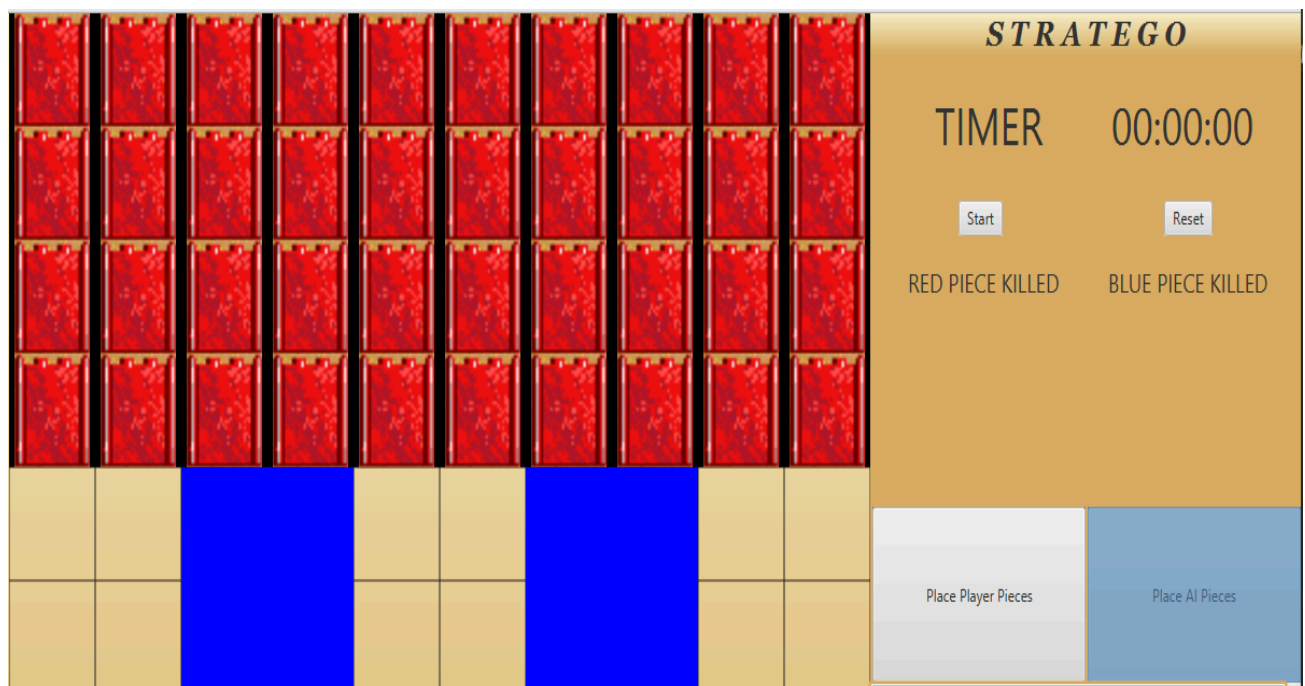 STRATEGO
TIMER 00:00:00
Start Reset
RED PIECE KILLED BLUE PIECE KILLED
Place Player Pieces Place AI Pieces